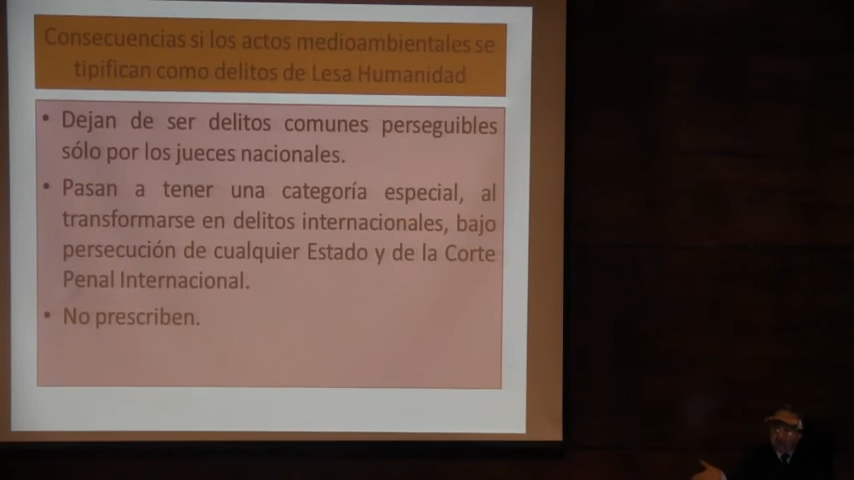 Consecuencias si los actos medioambientales se
tipifican como delitos de Lesa Humanidad
• Dejan de ser delitos comunes perseguibles
sólo por los jueces nacionales.
• Pasan a tener una categoría especial, al
transformarse en delitos internacionales, bajo
persecución de cualquier Estado y de la Corte
Penal Internacional.
• No prescriben.